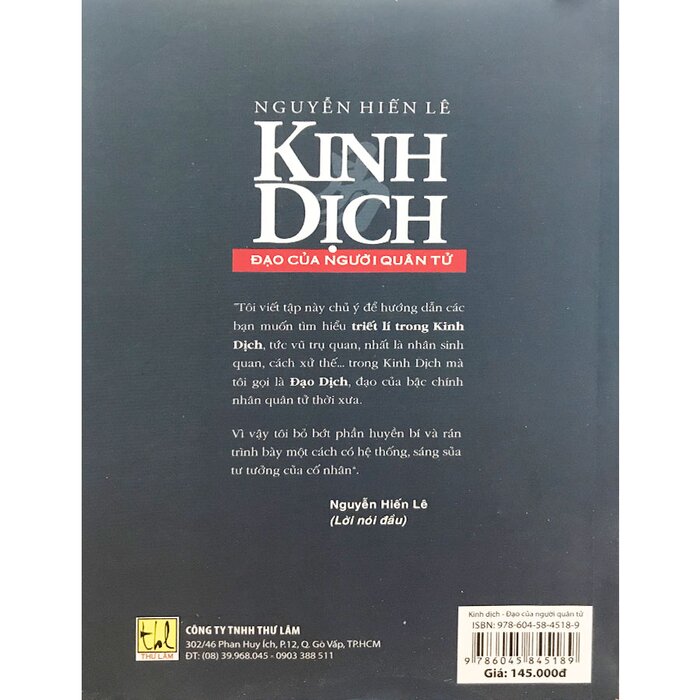 NGUYỄN HIẾN LÊ
KINH
DỊCH
ĐẠO CỦA NGƯỜI QUÂN TỬ
"Tôi viết tập này chủ ý để hướng dẫn các
bạn muốn tìm hiểu triết lí trong Kinh
Dịch, tức vũ trụ quan, nhất là nhân sinh
quan, cách xử thế... trong Kinh Dịch mà
tôi gọi là Đạo Dịch, đạo của bậc chính
nhân quân tử thời xưa.
Vì vậy tôi bỏ bớt phần huyền bí và rán
trình bày một cách có hệ thống, sáng sủa
tư tưởng của cổ nhân".
Nguyễn Hiến Lê
(Lời nói đầu)
thl
THƯ LÂM
CÔNG TY TNHH THƯ LÂM
302/46 Phan Huy Ích, P.12, Q. Gò Vấp, TP.HCM
ĐT: (08) 39.968.045 - 0903 388 511
Kinh dịch - Đạo của người quân tử
ISBN: 978-604-58-4518-9
9 786045 845189
Giá: 145.000đ